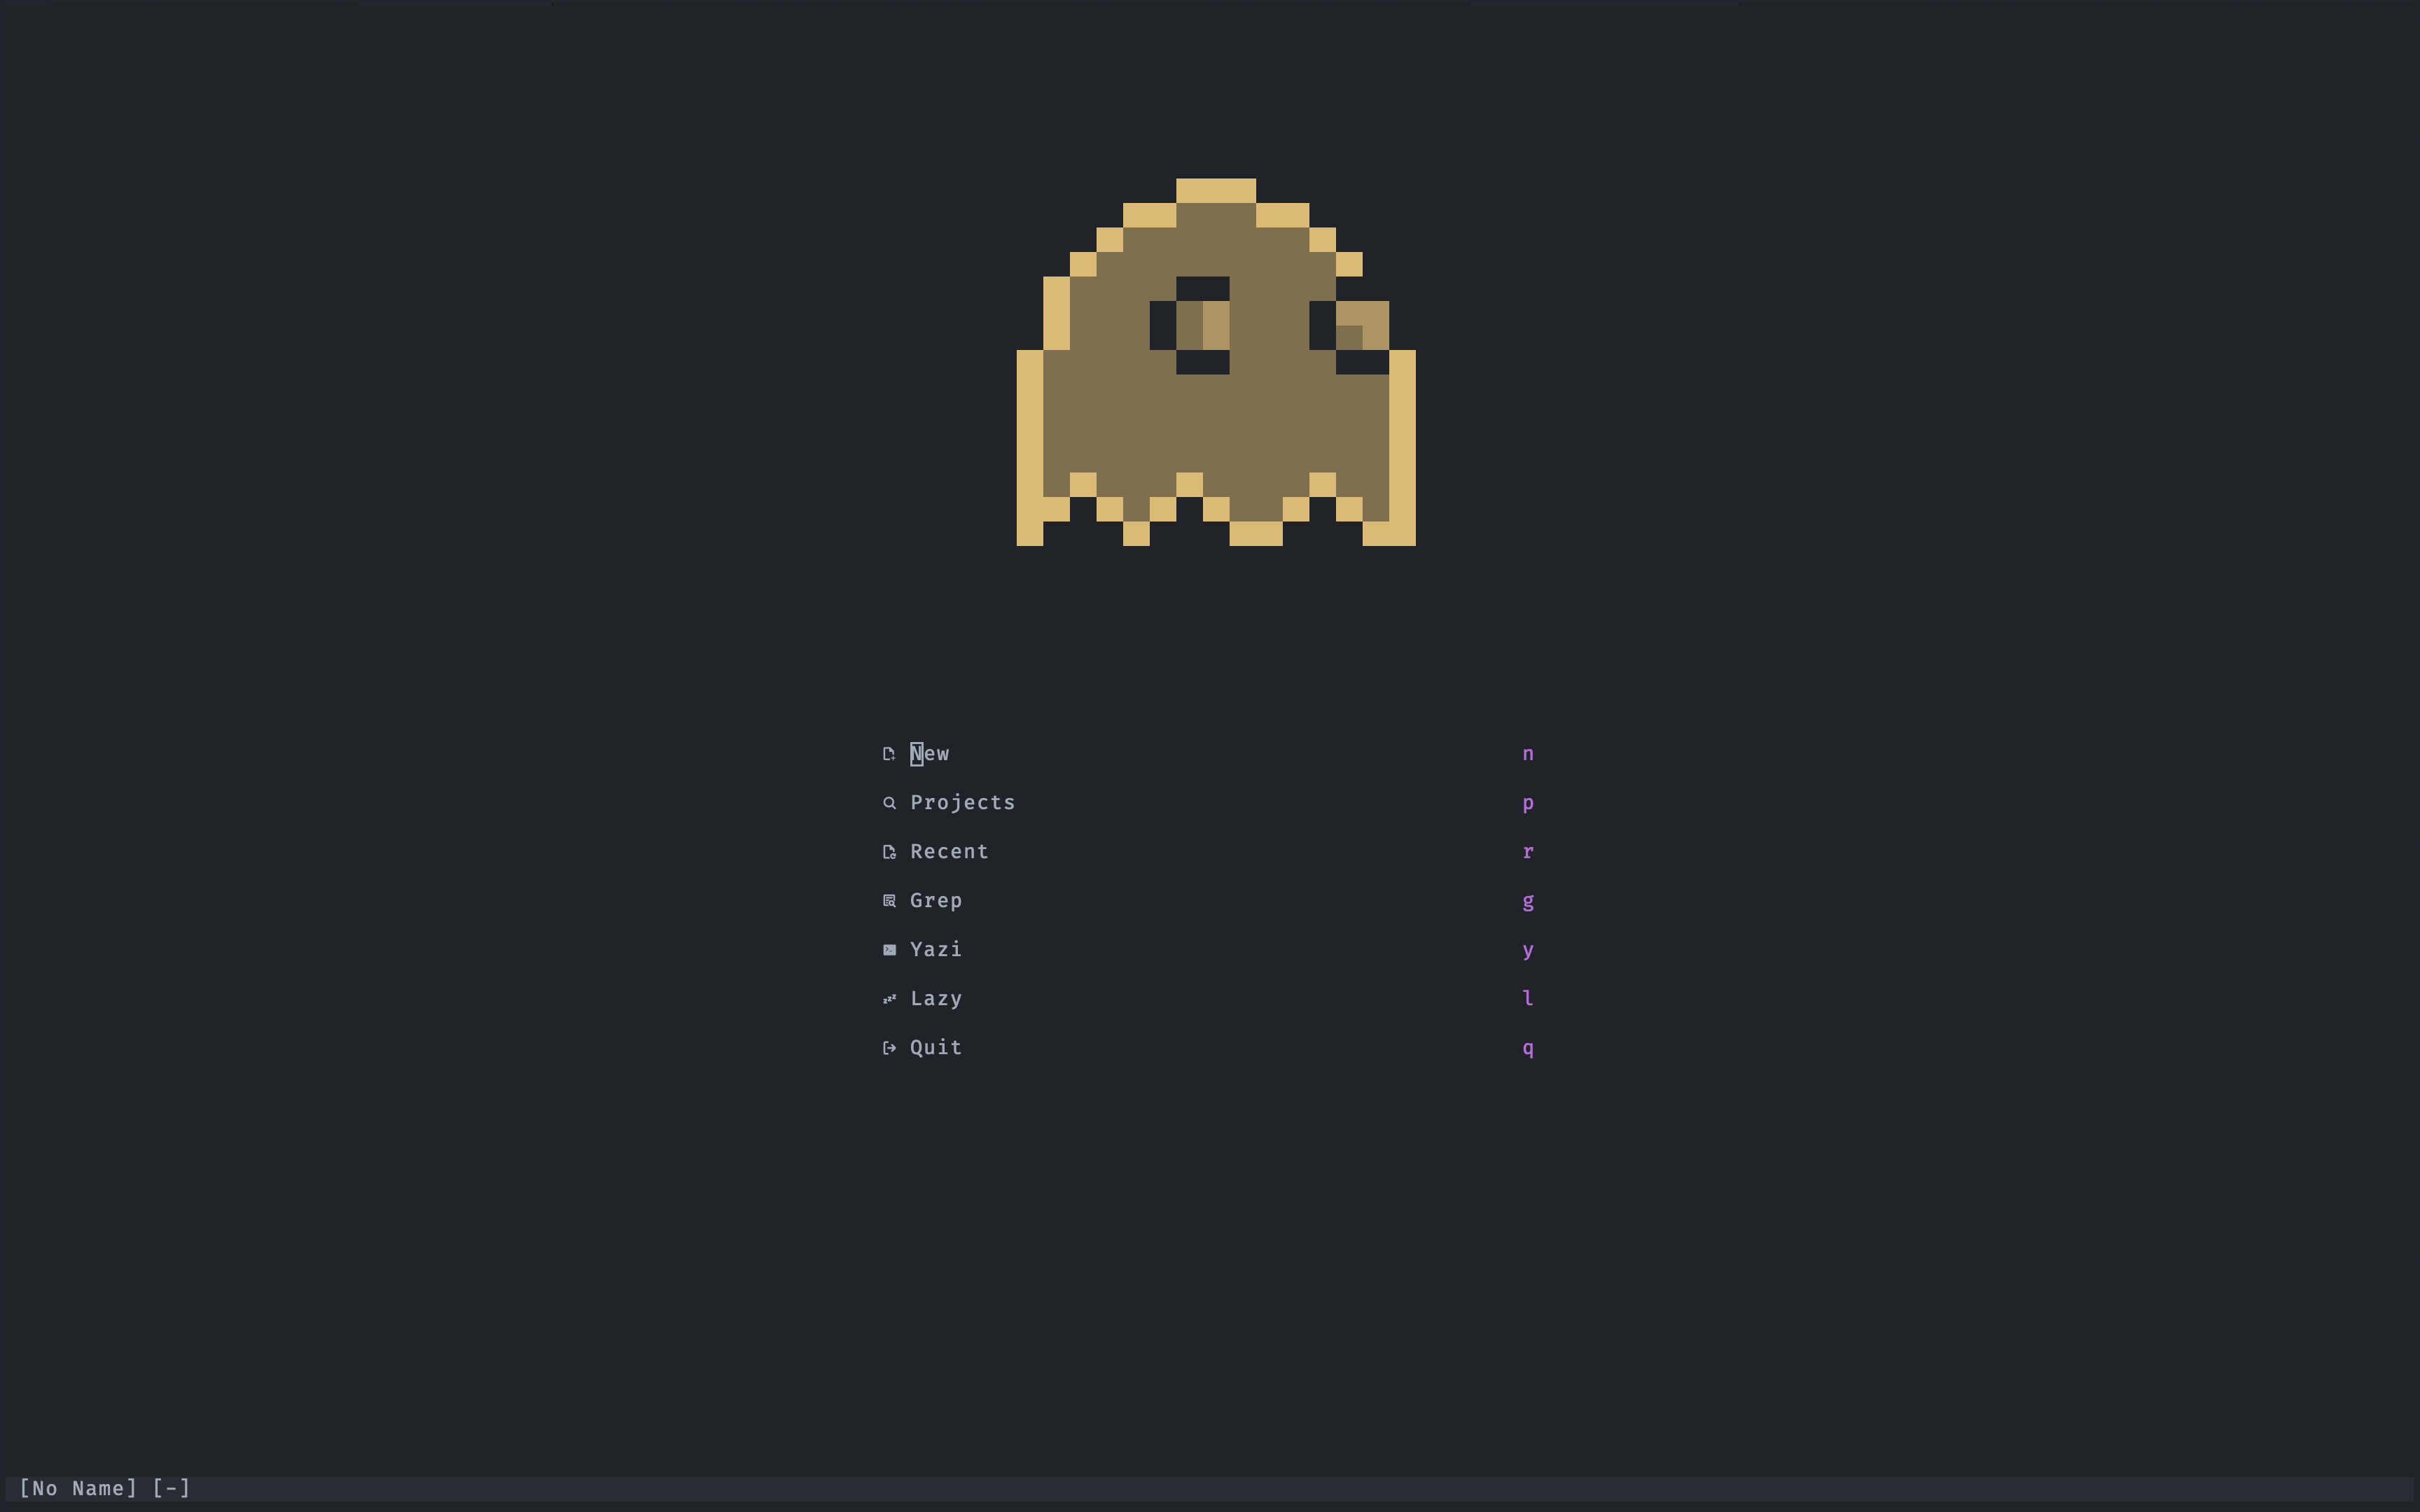 New n
Projects p
Recent r
Grep g
Yazi y
Lazy l
Quit q
[No Name] [-]